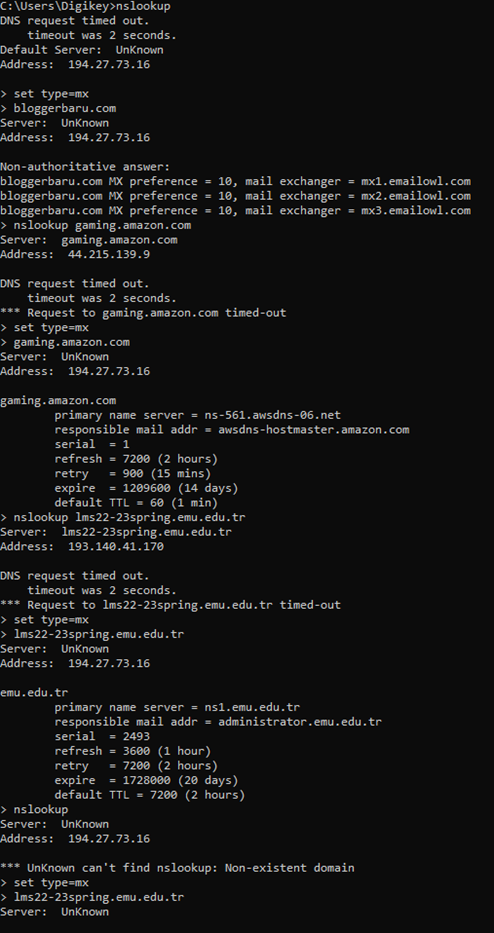 C:\Users\Digikey>nslookup
DNS request timed out.
    timeout was 2 seconds.
Default Server:  UnKnown
Address:  194.27.73.16
> set type=mx
> bloggerbaru.com
Server:  UnKnown
Address:  194.27.73.16
Non-authoritative answer:
bloggerbaru.com MX preference = 10, mail exchanger = mx1.emailowl.com
bloggerbaru.com MX preference = 10, mail exchanger = mx2.emailowl.com
bloggerbaru.com MX preference = 10, mail exchanger = mx3.emailowl.com
> nslookup gaming.amazon.com
Server:  gaming.amazon.com
Address:  44.215.139.9
DNS request timed out.
    timeout was 2 seconds.
*** Request to gaming.amazon.com timed-out
> set type=mx
> gaming.amazon.com
Server:  UnKnown
Address:  194.27.73.16
gaming.amazon.com
        primary name server = ns-561.awsdns-06.net
        responsible mail addr = awsdns-hostmaster.amazon.com
        serial  = 1
        refresh = 7200 (2 hours)
        retry   = 900 (15 mins)
        expire  = 1209600 (14 days)
        default TTL = 60 (1 min)
> nslookup lms22-23spring.emu.edu.tr
Server:  lms22-23spring.emu.edu.tr
Address:  193.140.41.170
DNS request timed out.
    timeout was 2 seconds.
*** Request to lms22-23spring.emu.edu.tr timed-out
> set type=mx
> lms22-23spring.emu.edu.tr
Server:  UnKnown
Address:  194.27.73.16
emu.edu.tr
        primary name server = ns1.emu.edu.tr
        responsible mail addr = administrator.emu.edu.tr
        serial  = 2493
        refresh = 3600 (1 hour)
        retry   = 7200 (2 hours)
        expire  = 1728000 (20 days)
        default TTL = 7200 (2 hours)
> nslookup
Server:  UnKnown
Address:  194.27.73.16
*** UnKnown can't find nslookup: Non-existent domain
> set type=mx
> lms22-23spring.emu.edu.tr
Server:  UnKnown